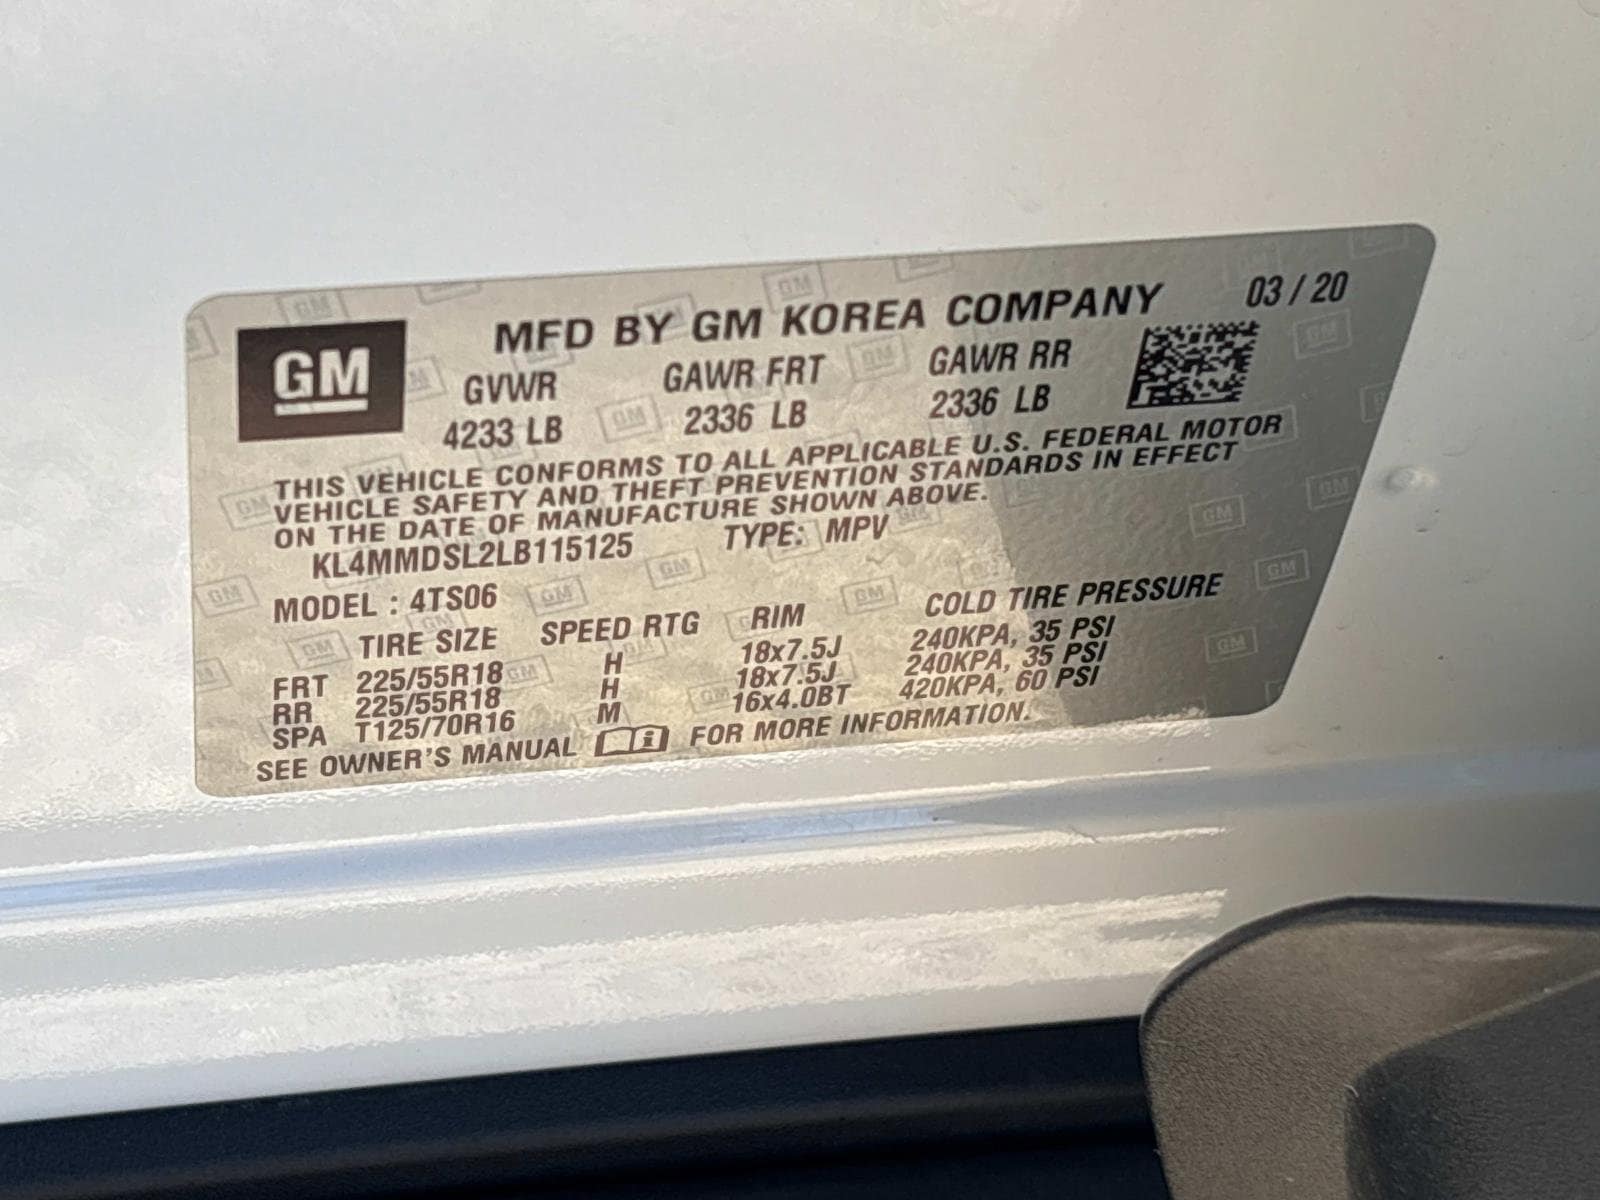 GM
MFD BY GM KOREA COMPANY 03 / 20
GVWR GAWR FRT GAWR RR
4233 LB 2336 LB 2336 LB
THIS VEHICLE CONFORMS TO ALL APPLICABLE U.S. FEDERAL MOTOR
VEHICLE SAFETY AND THEFT PREVENTION STANDARDS IN EFFECT
ON THE DATE OF MANUFACTURE SHOWN ABOVE.
KL4MMDSL2LB115125 TYPE: MPV
MODEL : 4TS06
TIRE SIZE SPEED RTG RIM COLD TIRE PRESSURE
FRT 225/55R18 H 18x7.5J 240KPA, 35 PSI
RR 225/55R18 H 18x7.5J 240KPA, 35 PSI
SPA T125/70R16 M 16x4.0BT 420KPA, 60 PSI
SEE OWNER'S MANUAL i FOR MORE INFORMATION.